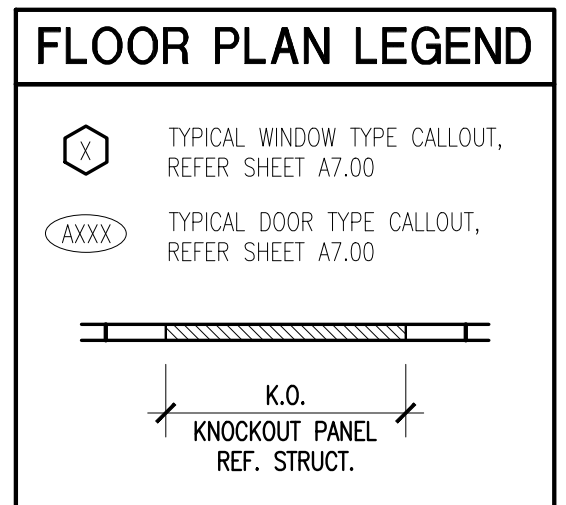 FLOOR PLAN LEGEND
X
TYPICAL WINDOW TYPE CALLOUT,
REFER SHEET A7.00
AXXX
TYPICAL DOOR TYPE CALLOUT,
REFER SHEET A7.00
K.O.
KNOCKOUT PANEL
REF. STRUCT.